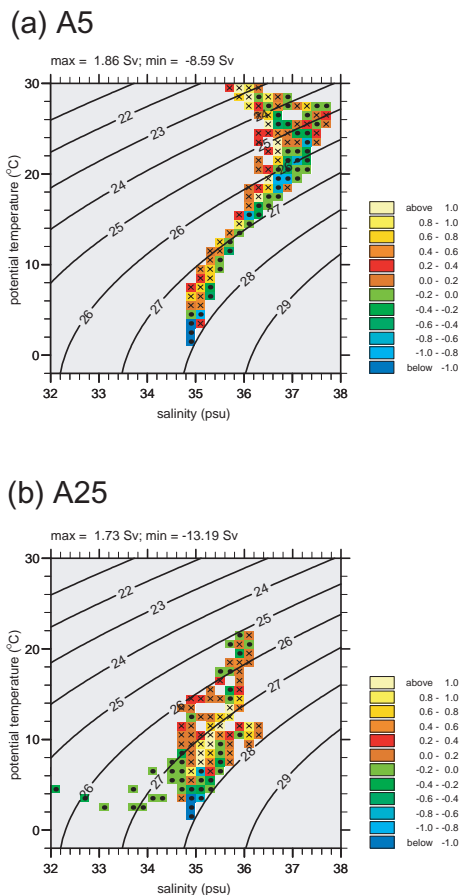 (a) A5
max = 1.86 Sv; min = -8.59 Sv
30
20
10
0
potential temperature (°C)
22
23
24
24
25
25
26
26
26
27
27
28
29
32 33 34 35 36 37 38
salinity (psu)
above 1.0
0.8 - 1.0
0.6 - 0.8
0.4 - 0.6
0.2 - 0.4
0.0 - 0.2
-0.2 - 0.0
-0.4 - -0.2
-0.6 - -0.4
-0.8 - -0.6
-1.0 - -0.8
below -1.0
(b) A25
max = 1.73 Sv; min = -13.19 Sv
30
20
10
0
potential temperature (°C)
22
23
24
24
25
25
26
26
26
27
27
28
29
32 33 34 35 36 37 38
salinity (psu)
above 1.0
0.8 - 1.0
0.6 - 0.8
0.4 - 0.6
0.2 - 0.4
0.0 - 0.2
-0.2 - 0.0
-0.4 - -0.2
-0.6 - -0.4
-0.8 - -0.6
-1.0 - -0.8
below -1.0